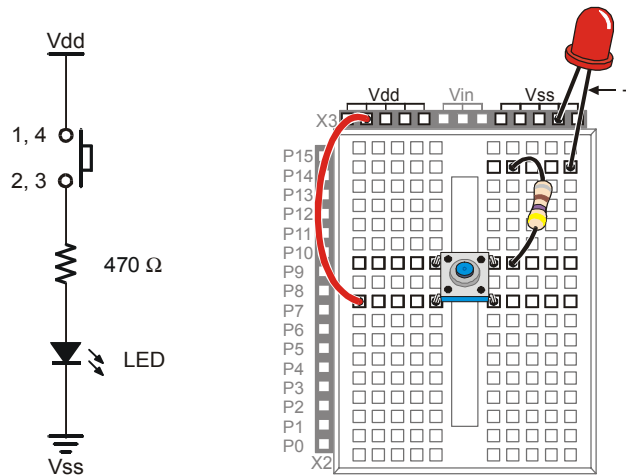 Vdd
1, 4
2, 3
470 Ω
LED
Vss
Vdd Vin Vss
X3
P15
P14
P13
P12
P11
P10
P9
P8
P7
P6
P5
P4
P3
P2
P1
P0
X2